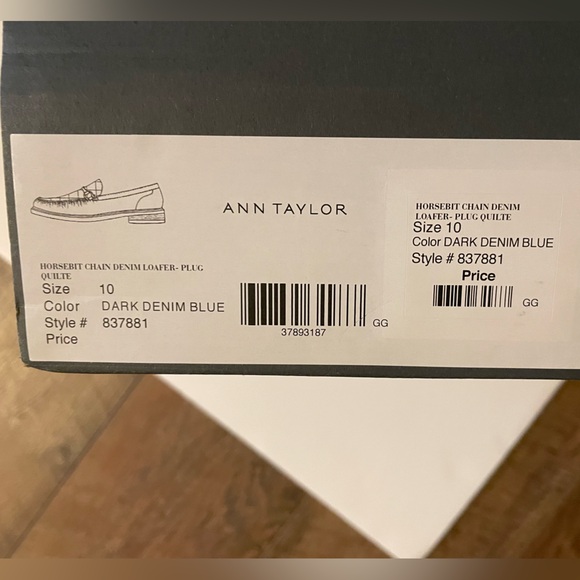 HORSEBIT CHAIN DENIM LOAFER- PLUG
QUILTE
Size 10
Color DARK DENIM BLUE
Style # 837881
Price
ANN TAYLOR
37893187
GG
HORSEBIT CHAIN DENIM
LOAFER- PLUG QUILTE
Size 10
Color DARK DENIM BLUE
Style # 837881
Price
GG